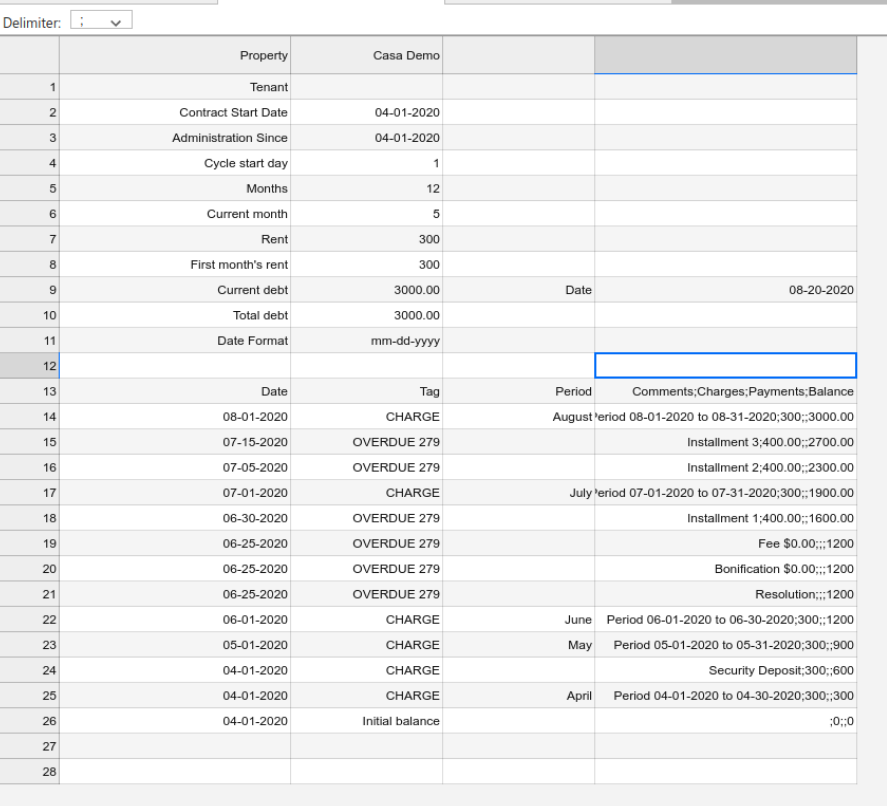 Delimiter: ;
Property Casa Demo
1 Tenant
2 Contract Start Date 04-01-2020
3 Administration Since 04-01-2020
4 Cycle start day 1
5 Months 12
6 Current month 5
7 Rent 300
8 First month's rent 300
9 Current debt 3000.00 Date 08-20-2020
10 Total debt 3000.00
11 Date Format mm-dd-yyyy
12
13 Date Tag Period Comments;Charges;Payments;Balance
14 08-01-2020 CHARGE August eriod 08-01-2020 to 08-31-2020;300;;3000.00
15 07-15-2020 OVERDUE 279 Installment 3;400.00;;2700.00
16 07-05-2020 OVERDUE 279 Installment 2;400.00;;2300.00
17 07-01-2020 CHARGE July eriod 07-01-2020 to 07-31-2020;300;;1900.00
18 06-30-2020 OVERDUE 279 Installment 1;400.00;;1600.00
19 06-25-2020 OVERDUE 279 Fee $0.00;;;1200
20 06-25-2020 OVERDUE 279 Bonification $0.00;;;1200
21 06-25-2020 OVERDUE 279 Resolution;;;1200
22 06-01-2020 CHARGE June Period 06-01-2020 to 06-30-2020;300;;1200
23 05-01-2020 CHARGE May Period 05-01-2020 to 05-31-2020;300;;900
24 04-01-2020 CHARGE Security Deposit;300;;600
25 04-01-2020 CHARGE April Period 04-01-2020 to 04-30-2020;300;;300
26 04-01-2020 Initial balance ;0;;0
27
28